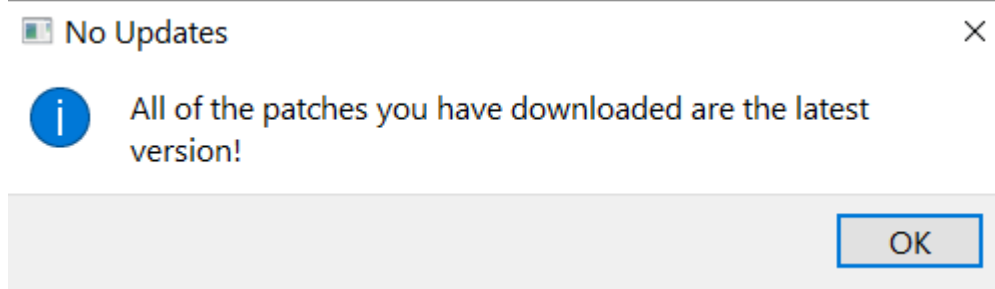 No Updates
All of the patches you have downloaded are the latest
version!
OK